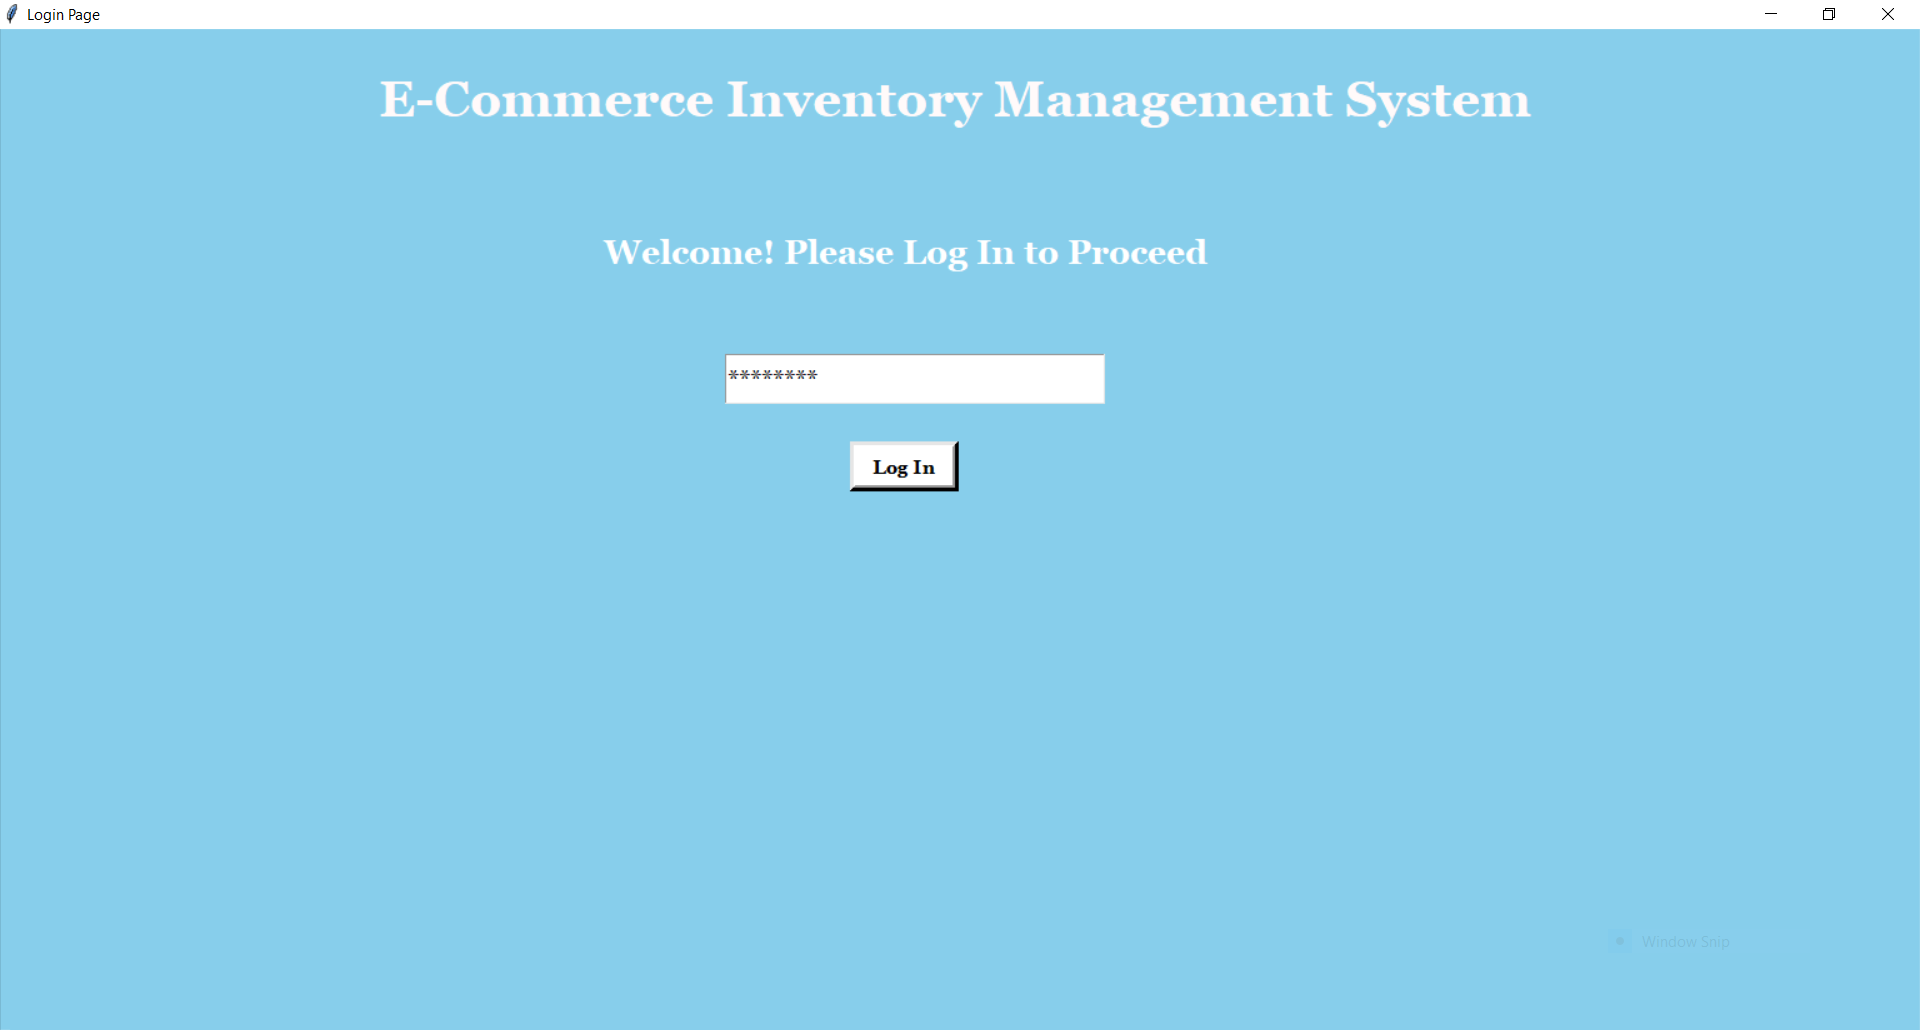 Login Page
E-Commerce Inventory Management System
Welcome! Please Log In to Proceed
********
Log In
Window Snip